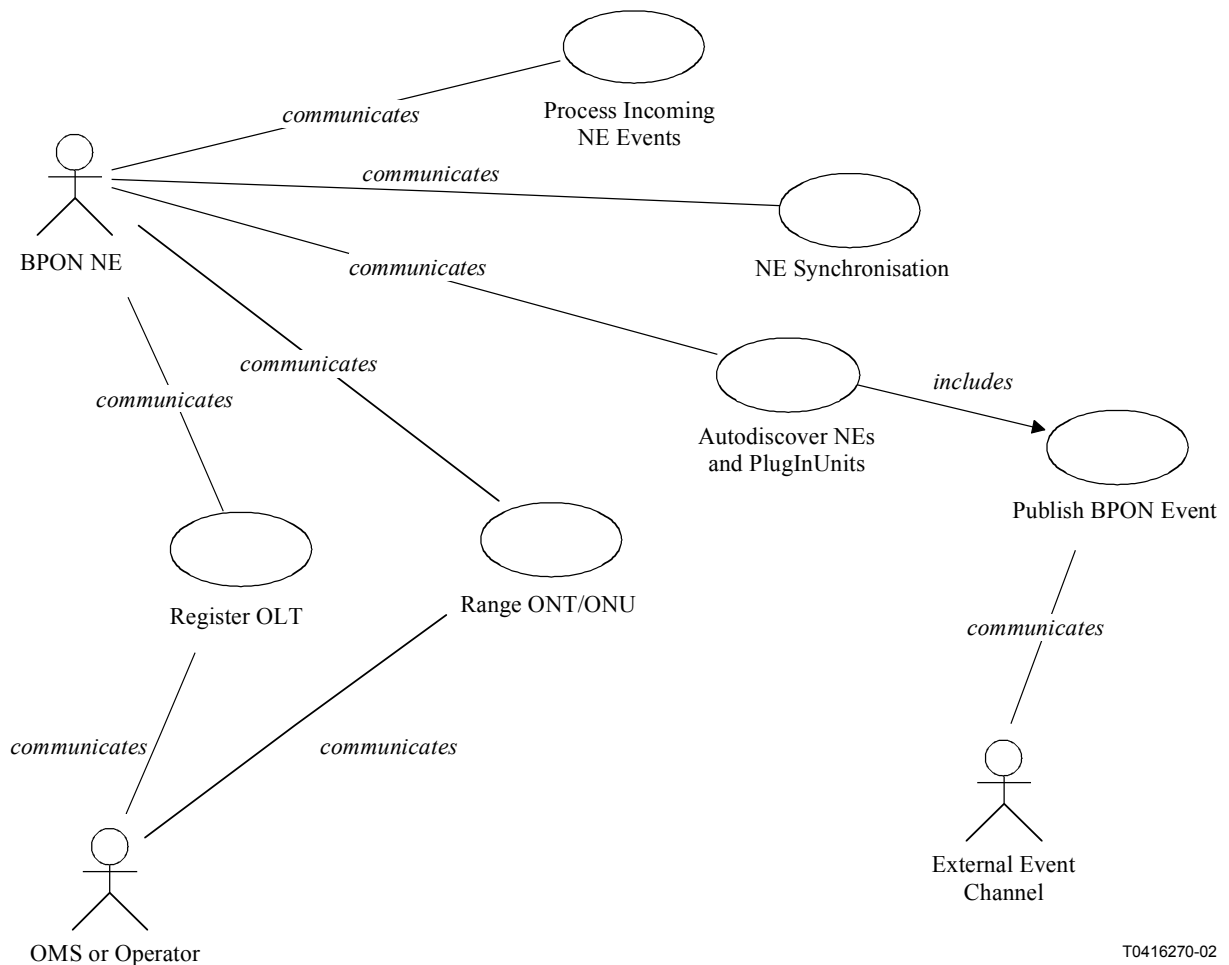 communicates
Process Incoming
NE Events
communicates
BPON NE
NE Synchronisation
communicates
communicates
includes
communicates
Autodiscover NEs
and PlugInUnits
Publish BPON Event
Register OLT
Range ONT/ONU
communicates
communicates
communicates
External Event
Channel
OMS or Operator
T0416270-02